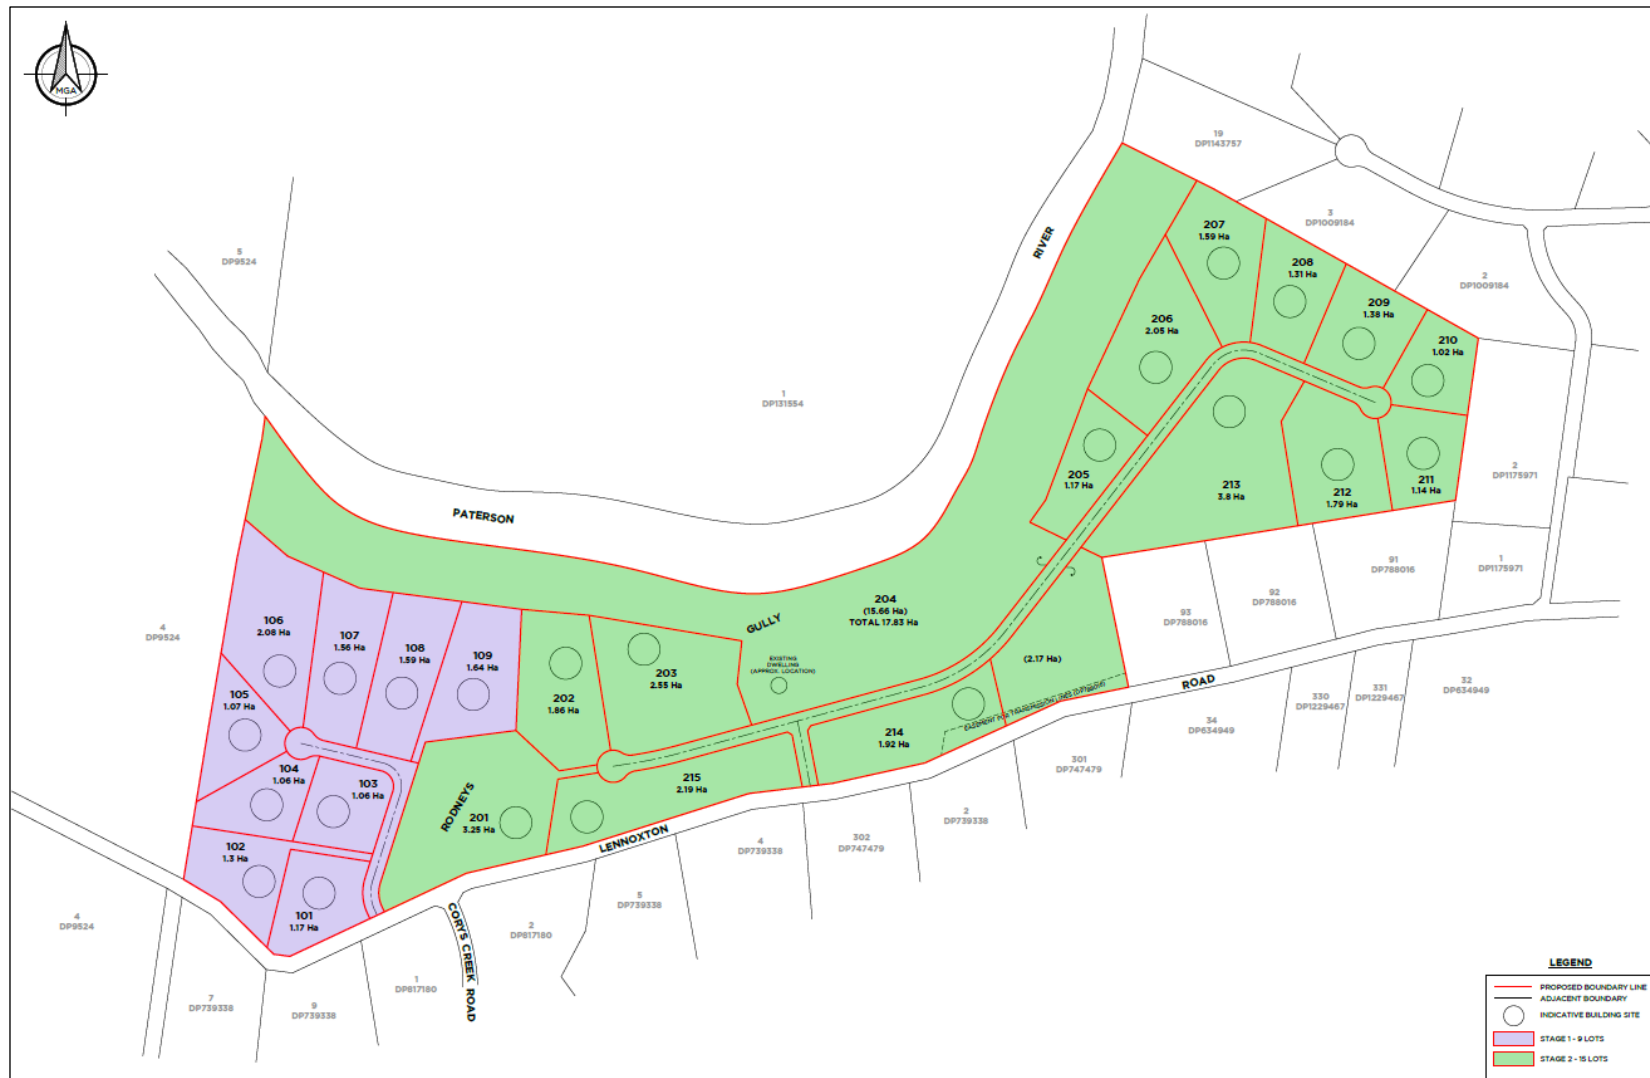 MGA
19
DP1143757
3
DP1009184
2
DP1009184
5
DP9524
RIVER
207
1.59 Ha
208
1.31 Ha
209
1.38 Ha
210
1.02 Ha
206
2.05 Ha
1
DP131554
205
1.17 Ha
213
3.8 Ha
212
1.79 Ha
211
1.14 Ha
2
DP1175971
PATERSON
91
DP788016
1
DP1175971
92
DP788016
93
DP788016
204
(15.66 Ha)
TOTAL 17.83 Ha
GULLY
4
DP9524
106
2.08 Ha
107
1.56 Ha
108
1.59 Ha
109
1.64 Ha
EXISTING
DWELLING
(APPROX. LOCATION)
(2.17 Ha)
203
2.55 Ha
202
1.86 Ha
105
1.07 Ha
ROAD
32
DP634949
331
DP1229467
330
DP1229467
34
DP634949
214
1.92 Ha
301
DP747479
104
1.06 Ha
103
1.06 Ha
215
2.19 Ha
RODNEYS
201
3.25 Ha
LENNOXTON
2
DP739338
302
DP747479
4
DP739338
102
1.3 Ha
101
1.17 Ha
5
DP739338
4
DP9524
2
DP817180
CORYS CREEK ROAD
1
DP817180
7
DP739338
9
DP739338
LEGEND
PROPOSED BOUNDARY LINE
ADJACENT BOUNDARY
INDICATIVE BUILDING SITE
STAGE 1 - 9 LOTS
STAGE 2 - 15 LOTS